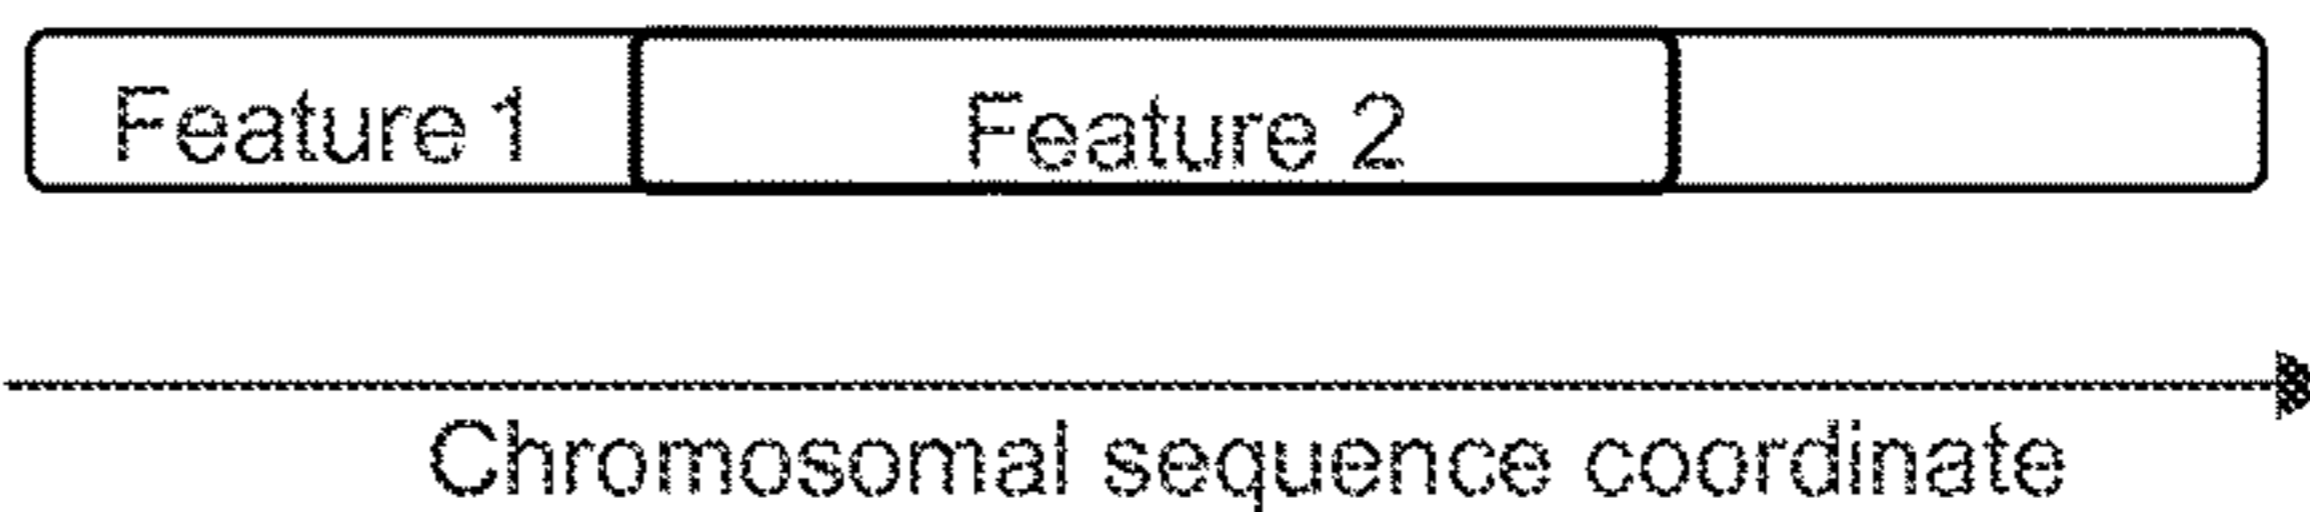 Feature 1 Feature 2
Chromosomal sequence coordinate